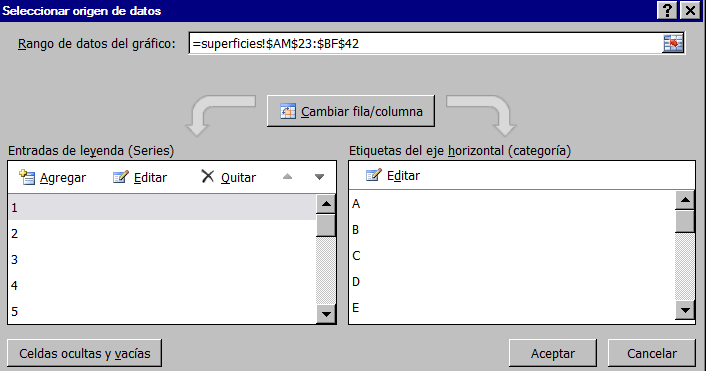 Seleccionar origen de datos
Rango de datos del gráfico: =superficies!$AM$23:$BF$42
Cambiar fila/columna
Entradas de leyenda (Series)
Etiquetas del eje horizontal (categoría)
Agregar Editar Quitar
Editar
1
A
2
B
3
C
4
D
5
E
Celdas ocultas y vacías
Aceptar
Cancelar